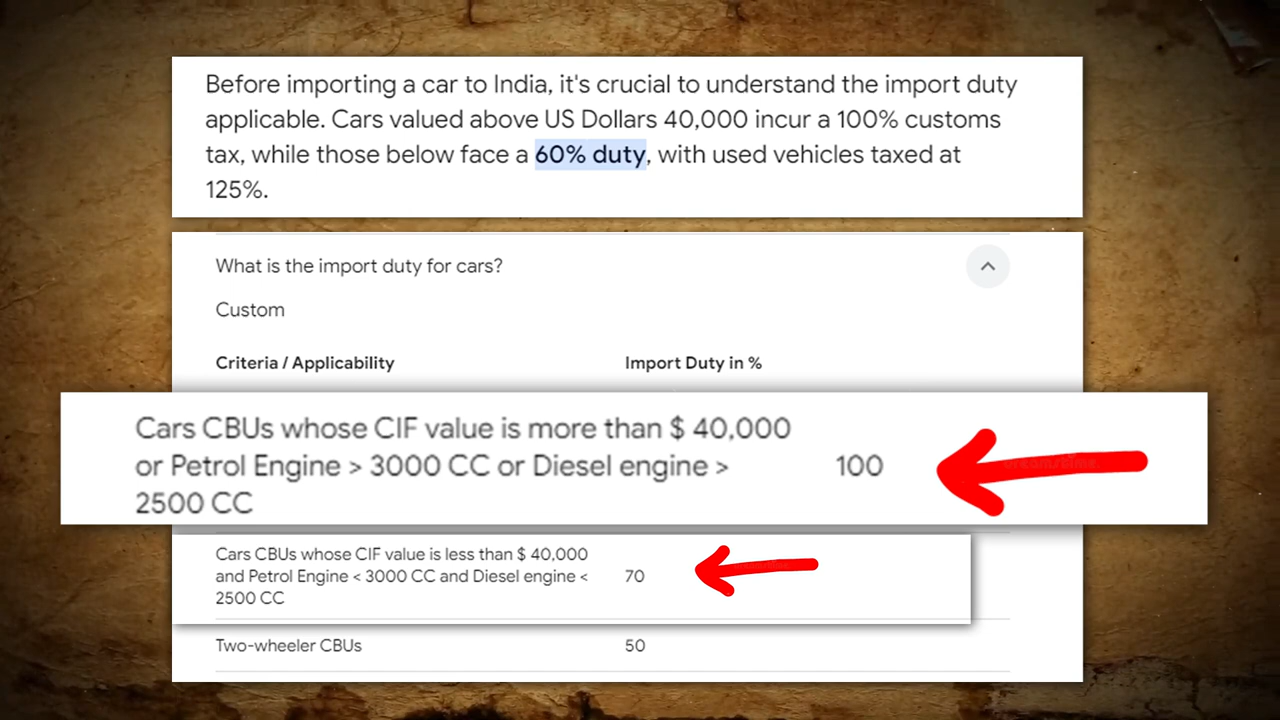 Before importing a car to India, it's crucial to understand the import duty
applicable. Cars valued above US Dollars 40,000 incur a 100% customs
tax, while those below face a 60% duty, with used vehicles taxed at
125%.
What is the import duty for cars?
Custom
Criteria / Applicability Import Duty in %
Cars CBUs whose CIF value is more than $ 40,000
or Petrol Engine > 3000 CC or Diesel engine > 100
2500 CC
Cars CBUs whose CIF value is less than $ 40,000
and Petrol Engine < 3000 CC and Diesel engine < 70
2500 CC
Two-wheeler CBUs 50